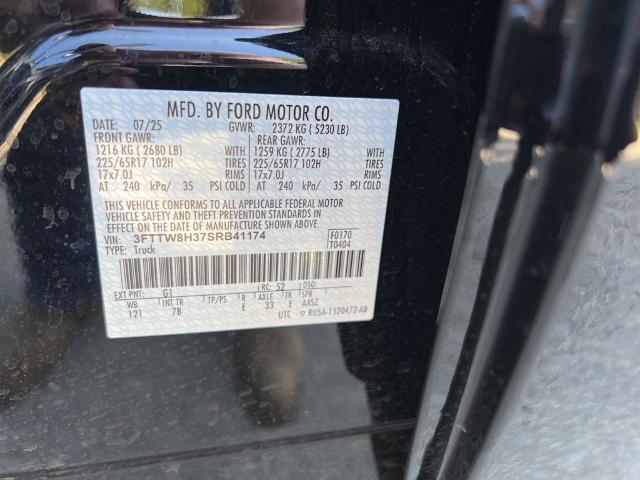 MFD. BY FORD MOTOR CO.
DATE: 07/25 GVWR: 2372 KG ( 5230 LB)
FRONT GAWR: REAR GAWR:
1216 KG ( 2680 LB) WITH 1259 KG ( 2775 LB) WITH
225/65R17 102H TIRES 225/65R17 102H TIRES
17x7.0J RIMS 17x7.0J RIMS
AT 240 kPa/ 35 PSI COLD AT 240 kPa/ 35 PSI COLD
THIS VEHICLE CONFORMS TO ALL APPLICABLE FEDERAL MOTOR
VEHICLE SAFETY AND THEFT PREVENTION STANDARDS IN
EFFECT ON THE DATE OF MANUFACTURE SHOWN ABOVE.
VIN: 3FTTW8H37SRB41174 F0170
TYPE: Truck T0404
EXT PNT: G1 RC: 52 DSO:
WB INT TR TP/PS R AXLE TR SPR
121 7B E 33 E AASZ
UTC ▽ RU5A-1520472-AB